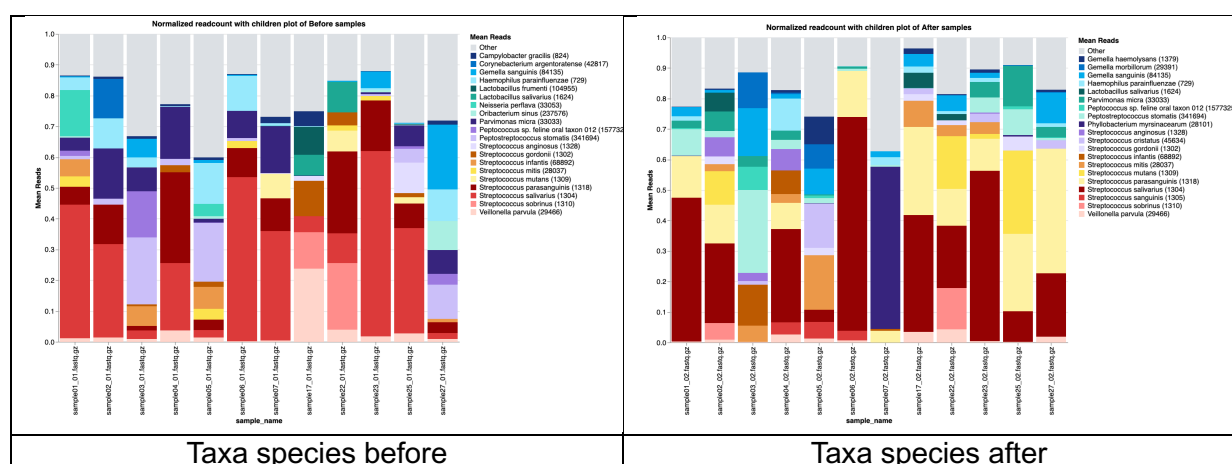 Normalized readcount with children plot of Before samples
Mean Reads
1.0
0.9
0.8
0.7
0.6
0.5
0.4
0.3
0.2
0.1
0.0
sample01_01.fastq.gz
sample02_01.fastq.gz
sample03_01.fastq.gz
sample04_01.fastq.gz
sample05_01.fastq.gz
sample06_01.fastq.gz
sample07_01.fastq.gz
sample17_01.fastq.gz
sample22_01.fastq.gz
sample23_01.fastq.gz
sample25_01.fastq.gz
sample27_01.fastq.gz
sample_name
Mean Reads
Other
Campylobacter gracilis (824)
Corynebacterium argentoratense (42817)
Gemella sanguinis (84135)
Haemophilus parainfluenzae (729)
Lactobacillus frumenti (104955)
Lactobacillus salivarius (1624)
Neisseria perflava (33053)
Oribacterium sinus (237576)
Parvimonas micra (33033)
Peptococcus sp. feline oral taxon 012 (157732
Peptostreptococcus stomatis (341694)
Streptococcus anginosus (1328)
Streptococcus gordonii (1302)
Streptococcus infantis (68892)
Streptococcus mitis (28037)
Streptococcus mutans (1309)
Streptococcus parasanguinis (1318)
Streptococcus salivarius (1304)
Streptococcus sobrinus (1310)
Veillonella parvula (29466)
Taxa species before
Normalized readcount with children plot of After samples
Mean Reads
1.0
0.9
0.8
0.7
0.6
0.5
0.4
0.3
0.2
0.1
0.0
sample01_02.fastq.gz
sample02_02.fastq.gz
sample03_02.fastq.gz
sample04_02.fastq.gz
sample05_02.fastq.gz
sample06_02.fastq.gz
sample07_02.fastq.gz
sample17_02.fastq.gz
sample22_02.fastq.gz
sample23_02.fastq.gz
sample25_02.fastq.gz
sample27_02.fastq.gz
sample_name
Mean Reads
Other
Gemella haemolysans (1379)
Gemella morbillorum (29391)
Gemella sanguinis (84135)
Haemophilus parainfluenzae (729)
Lactobacillus salivarius (1624)
Parvimonas micra (33033)
Peptococcus sp. feline oral taxon 012 (1577325
Peptostreptococcus stomatis (341694)
Phyllobacterium myrsinacearum (28101)
Streptococcus anginosus (1328)
Streptococcus cristatus (45634)
Streptococcus gordonii (1302)
Streptococcus infantis (68892)
Streptococcus mitis (28037)
Streptococcus mutans (1309)
Streptococcus parasanguinis (1318)
Streptococcus salivarius (1304)
Streptococcus sanguinis (1305)
Streptococcus sobrinus (1310)
Veillonella parvula (29466)
Taxa species after